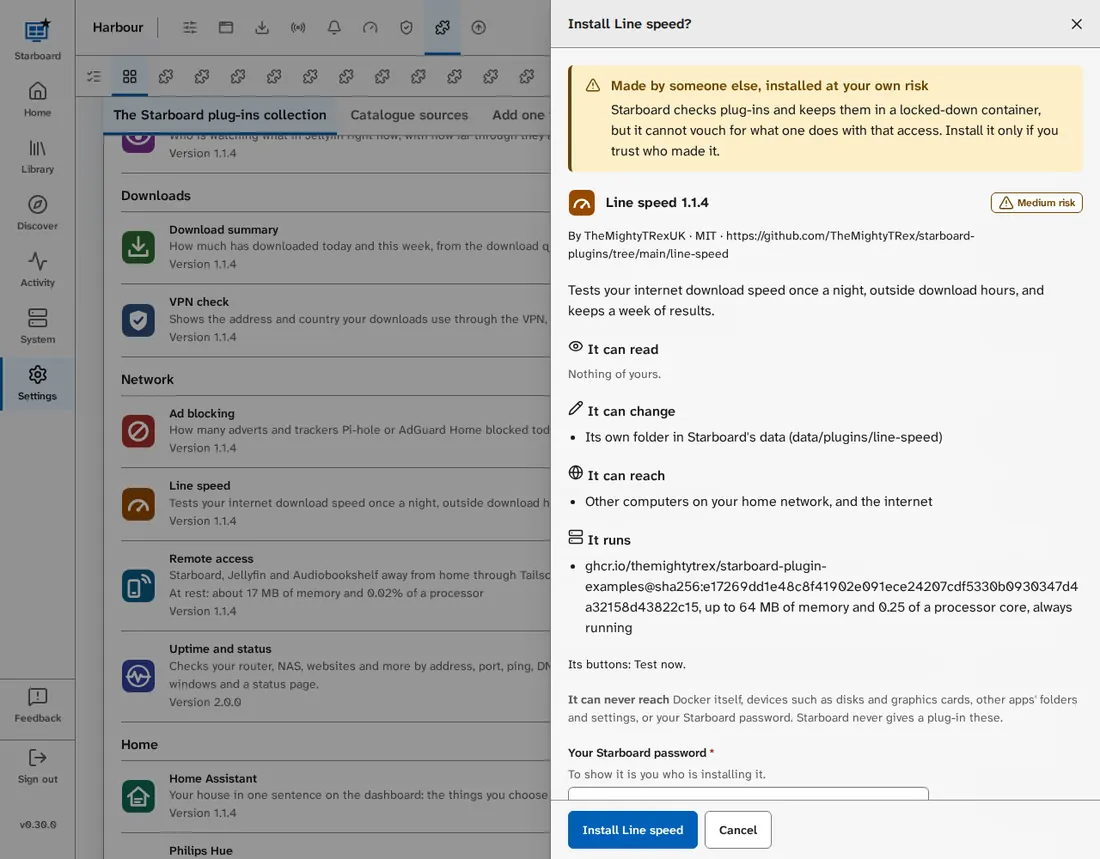 Starboard
Home
Library
Discover
Activity
System
Settings
Feedback
Sign out
v0.30.0
Harbour
The Starboard plug-ins collection
Catalogue sources
Add one
Who is watching what in Jellyfin right now, with how far through they
Version 1.1.4
Downloads
Download summary
How much has downloaded today and this week, from the download q
Version 1.1.4
VPN check
Shows the address and country your downloads use through the VPN,
Version 1.1.4
Network
Ad blocking
How many adverts and trackers Pi-hole or AdGuard Home blocked tod
Version 1.1.4
Line speed
Tests your internet download speed once a night, outside download h
Version 1.1.4
Remote access
Starboard, Jellyfin and Audiobookshelf away from home through Tailsc
At rest: about 17 MB of memory and 0.02% of a processor
Version 1.1.4
Uptime and status
Checks your router, NAS, websites and more by address, port, ping, DN
windows and a status page.
Version 2.0.0
Home
Home Assistant
Your house in one sentence on the dashboard: the things you choose
Version 1.1.4
Philips Hue
Install Line speed?
Made by someone else, installed at your own risk
Starboard checks plug-ins and keeps them in a locked-down container,
but it cannot vouch for what one does with that access. Install it only if you
trust who made it.
Line speed 1.1.4
Medium risk
By TheMightyTRexUK · MIT · https://github.com/TheMightyTRex/starboard-
plugins/tree/main/line-speed
Tests your internet download speed once a night, outside download hours, and
keeps a week of results.
It can read
Nothing of yours.
It can change
• Its own folder in Starboard's data (data/plugins/line-speed)
It can reach
• Other computers on your home network, and the internet
It runs
• ghcr.io/themightytrex/starboard-plugin-
examples@sha256:e17269dd1e48c8f41902e091ece24207cdf5330b0930347d4
a32158d43822c15, up to 64 MB of memory and 0.25 of a processor core, always
running
Its buttons: Test now.
It can never reach Docker itself, devices such as disks and graphics cards, other apps' folders
and settings, or your Starboard password. Starboard never gives a plug-in these.
Your Starboard password *
To show it is you who is installing it.
Install Line speed
Cancel